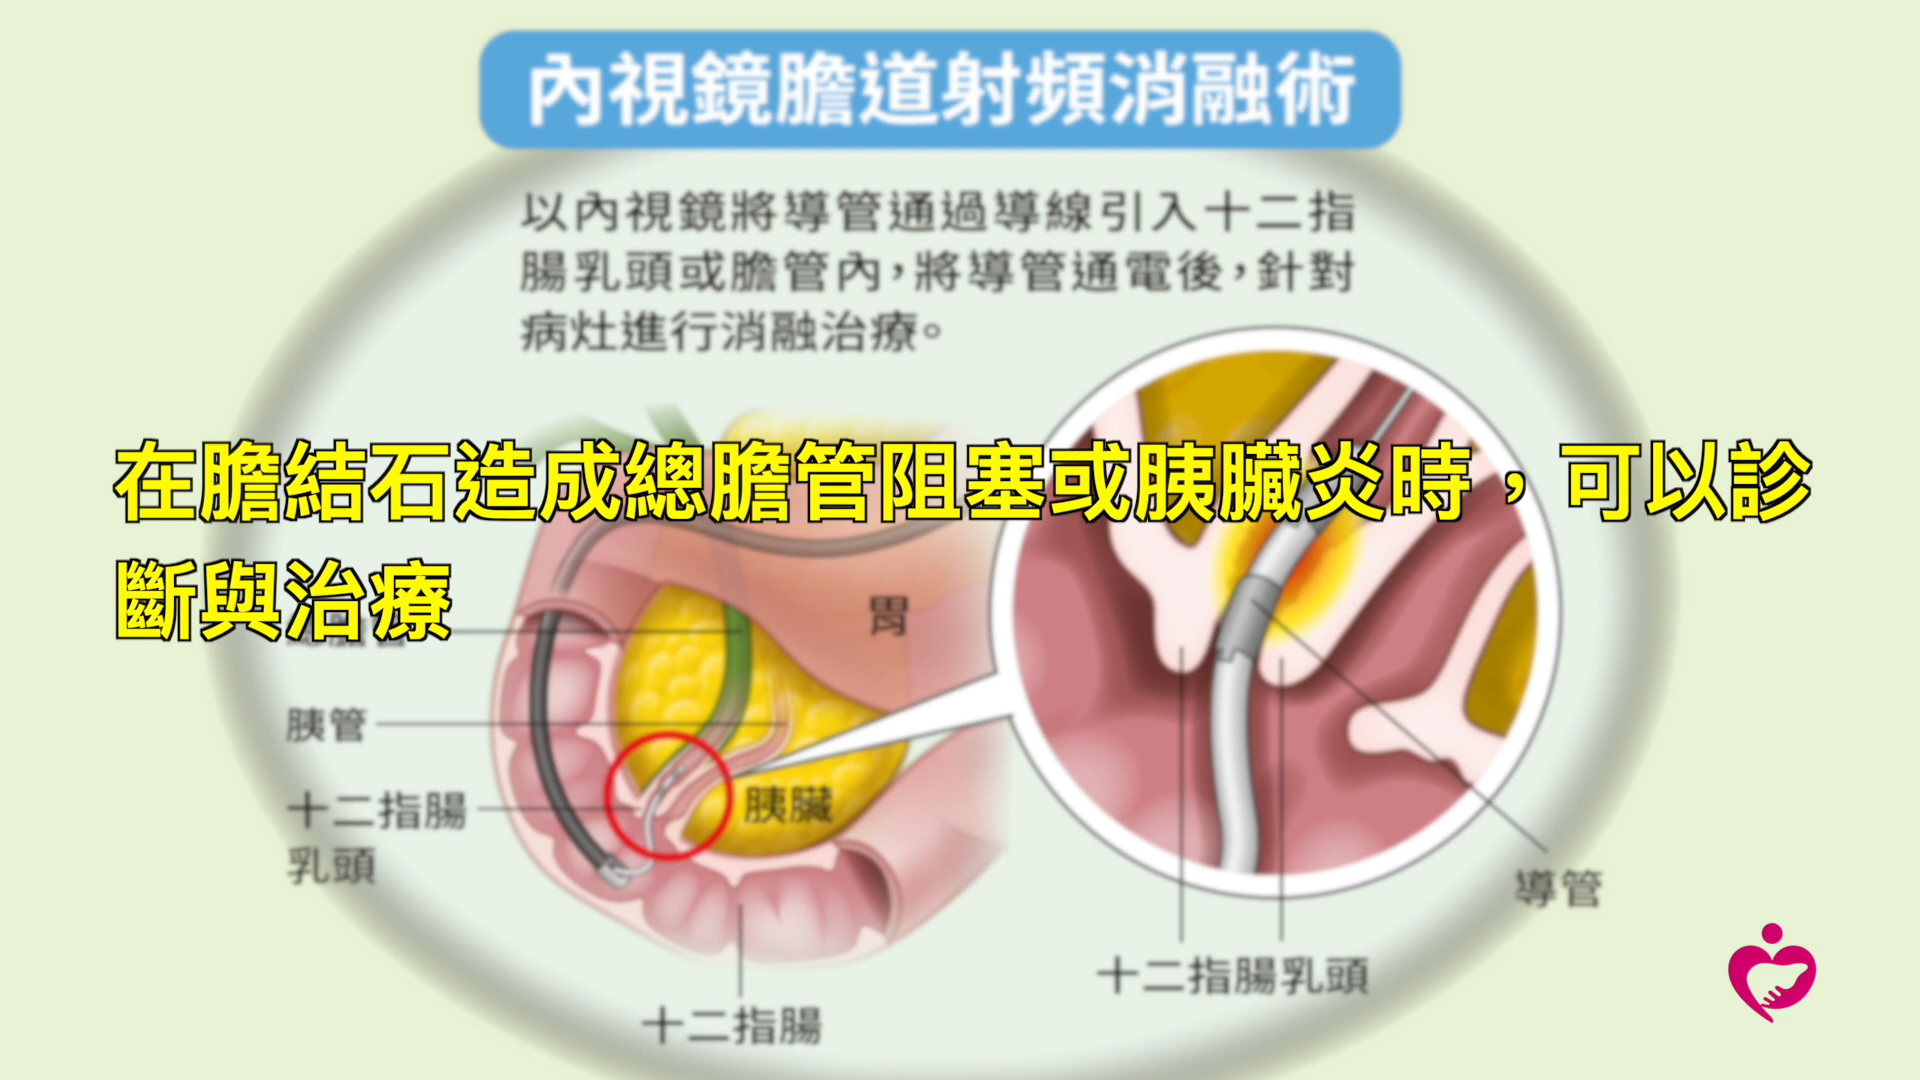 內視鏡膽道射頻消融術
以內視鏡將導管通過導線引入十二指
腸乳頭或膽管內，將導管通電後，針對
病灶進行消融治療。
在膽結石造成總膽管阻塞或胰臟炎時，可以診
斷與治療
胃
胰管
十二指腸
乳頭
胰臟
導管
十二指腸乳頭
十二指腸